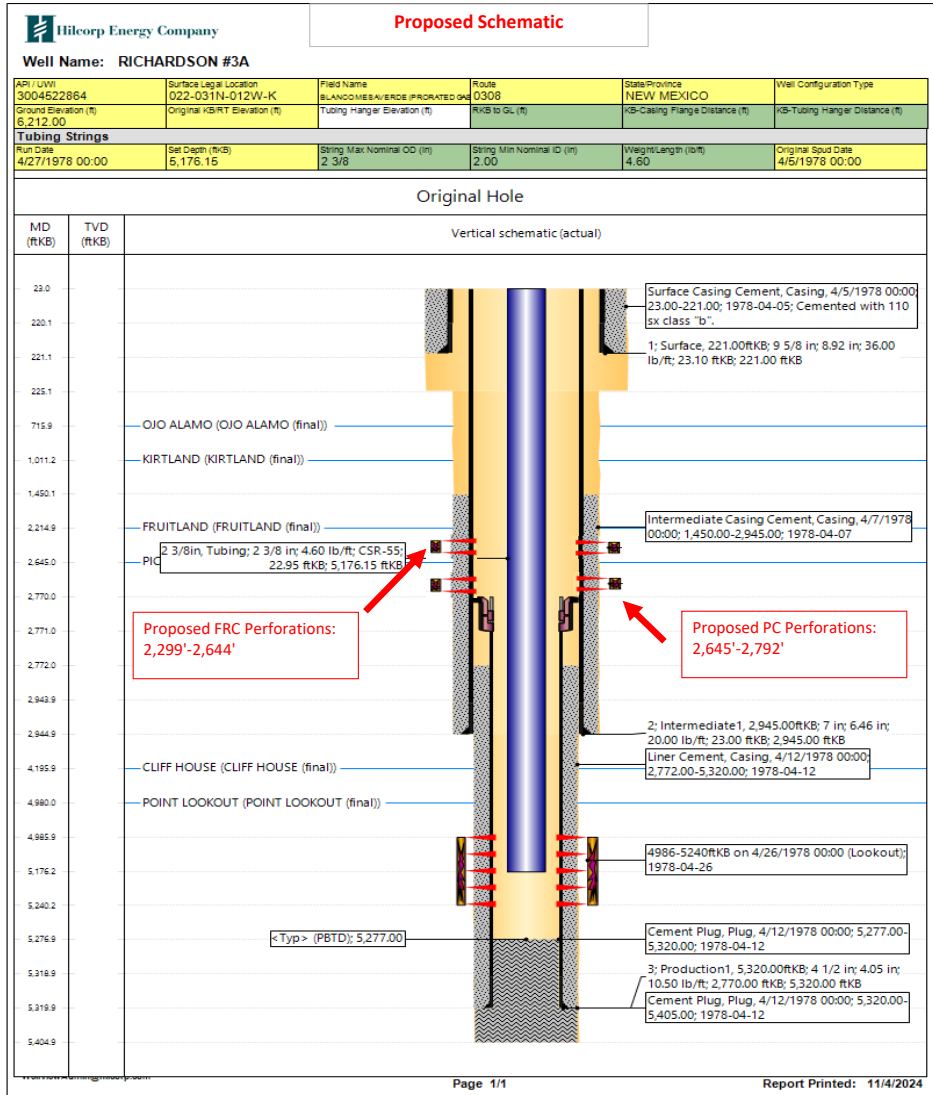 Hilcorp Energy Company
Proposed Schematic
Well Name: RICHARDSON #3A
API / UWI
3004522864
Surface Legal Location
022-031N-012W-K
Field Name
BLANCO MESAVERDE (PRORATED GAS
Route
0308
State/Province
NEW MEXICO
Well Configuration Type
Ground Elevation (ft)
6,212.00
Original KB/RT Elevation (ft)
Tubing Hanger Elevation (ft)
RKB to GL (ft)
KB-Casing Flange Distance (ft)
KB-Tubing Hanger Distance (ft)
Tubing Strings
Run Date
4/27/1978 00:00
Set Depth (ftKB)
5,176.15
String Max Nominal OD (in)
2 3/8
String Min Nominal ID (in)
2.00
Weight/Length (lb/ft)
4.60
Original Spud Date
4/5/1978 00:00
Original Hole
MD
(ftKB)
TVD
(ftKB)
Vertical schematic (actual)
23.0
Surface Casing Cement, Casing, 4/5/1978 00:00;
23.00-221.00; 1978-04-05; Cemented with 110
sx class "b".
220.1
221.1
1; Surface, 221.00ftKB; 9 5/8 in; 8.92 in; 36.00
lb/ft; 23.10 ftKB; 221.00 ftKB
225.1
715.9
OJO ALAMO (OJO ALAMO (final))
1,011.2
KIRTLAND (KIRTLAND (final))
1,450.1
2,214.9
FRUITLAND (FRUITLAND (final))
Intermediate Casing Cement, Casing, 4/7/1978
00:00; 1,450.00-2,945.00; 1978-04-07
2,645.0
PIC
2 3/8in, Tubing; 2 3/8 in; 4.60 lb/ft; CSR-55;
22.95 ftKB; 5,176.15 ftKB
2,770.0
2,771.0
Proposed FRC Perforations:
2,299'-2,644'
Proposed PC Perforations:
2,645'-2,792'
2,772.0
2,943.9
2,944.9
2; Intermediate1, 2,945.00ftKB; 7 in; 6.46 in;
20.00 lb/ft; 23.00 ftKB; 2,945.00 ftKB
4,195.9
CLIFF HOUSE (CLIFF HOUSE (final))
Liner Cement, Casing, 4/12/1978 00:00;
2,772.00-5,320.00; 1978-04-12
4,980.0
POINT LOOKOUT (POINT LOOKOUT (final))
4,985.9
5,176.2
4986-5240ftKB on 4/26/1978 00:00 (Lookout);
1978-04-26
5,240.2
5,276.9
<Typ> (PBTD); 5,277.00
Cement Plug, Plug, 4/12/1978 00:00; 5,277.00-
5,320.00; 1978-04-12
5,318.9
3; Production1, 5,320.00ftKB; 4 1/2 in; 4.05 in;
10.50 lb/ft; 2,770.00 ftKB; 5,320.00 ftKB
5,319.9
Cement Plug, Plug, 4/12/1978 00:00; 5,320.00-
5,405.00; 1978-04-12
5,404.9
Page 1/1
Report Printed: 11/4/2024